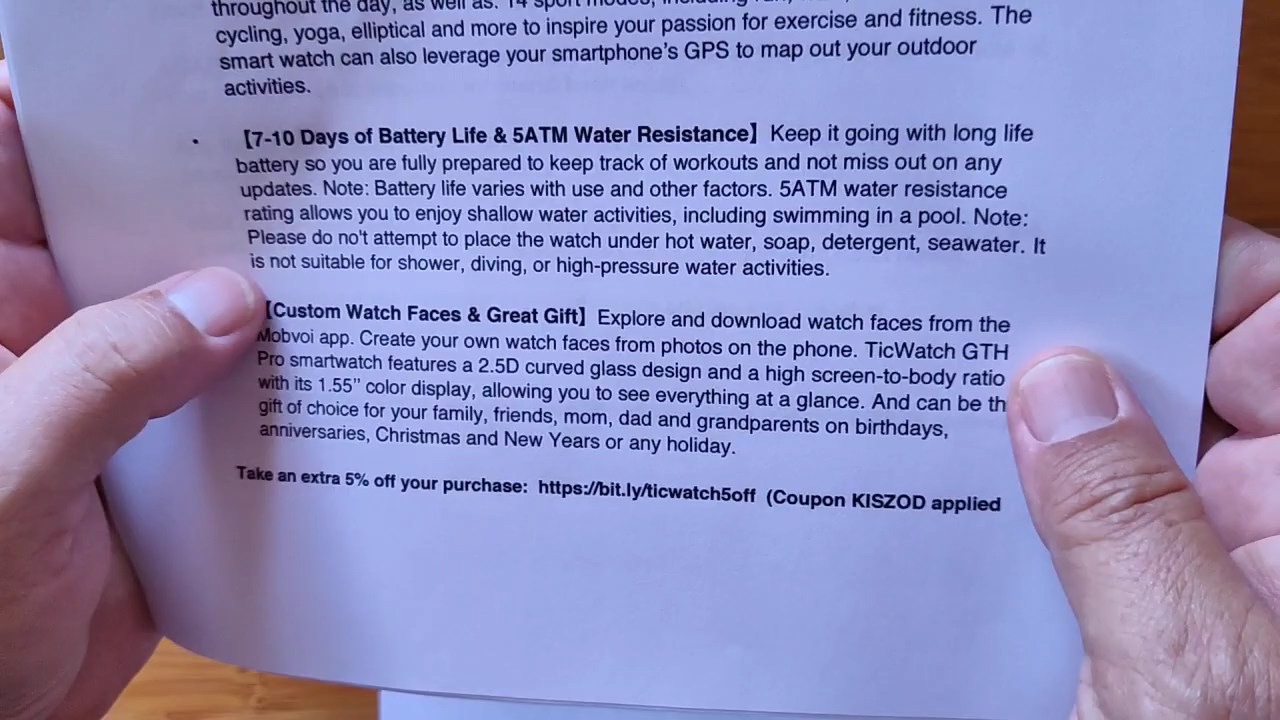 throughout the day, as well as: 14 sport modes, including
cycling, yoga, elliptical and more to inspire your passion for exercise and fitness. The
smart watch can also leverage your smartphone's GPS to map out your outdoor
activities.
• 【7-10 Days of Battery Life & 5ATM Water Resistance】 Keep it going with long life
battery so you are fully prepared to keep track of workouts and not miss out on any
updates. Note: Battery life varies with use and other factors. 5ATM water resistance
rating allows you to enjoy shallow water activities, including swimming in a pool. Note:
Please do no't attempt to place the watch under hot water, soap, detergent, seawater. It
is not suitable for shower, diving, or high-pressure water activities.
【Custom Watch Faces & Great Gift】 Explore and download watch faces from the
Mobvoi app. Create your own watch faces from photos on the phone. TicWatch GTH
Pro smartwatch features a 2.5D curved glass design and a high screen-to-body ratio
with its 1.55" color display, allowing you to see everything at a glance. And can be th
gift of choice for your family, friends, mom, dad and grandparents on birthdays,
anniversaries, Christmas and New Years or any holiday.
Take an extra 5% off your purchase: https://bit.ly/ticwatch5off (Coupon KISZOD applied